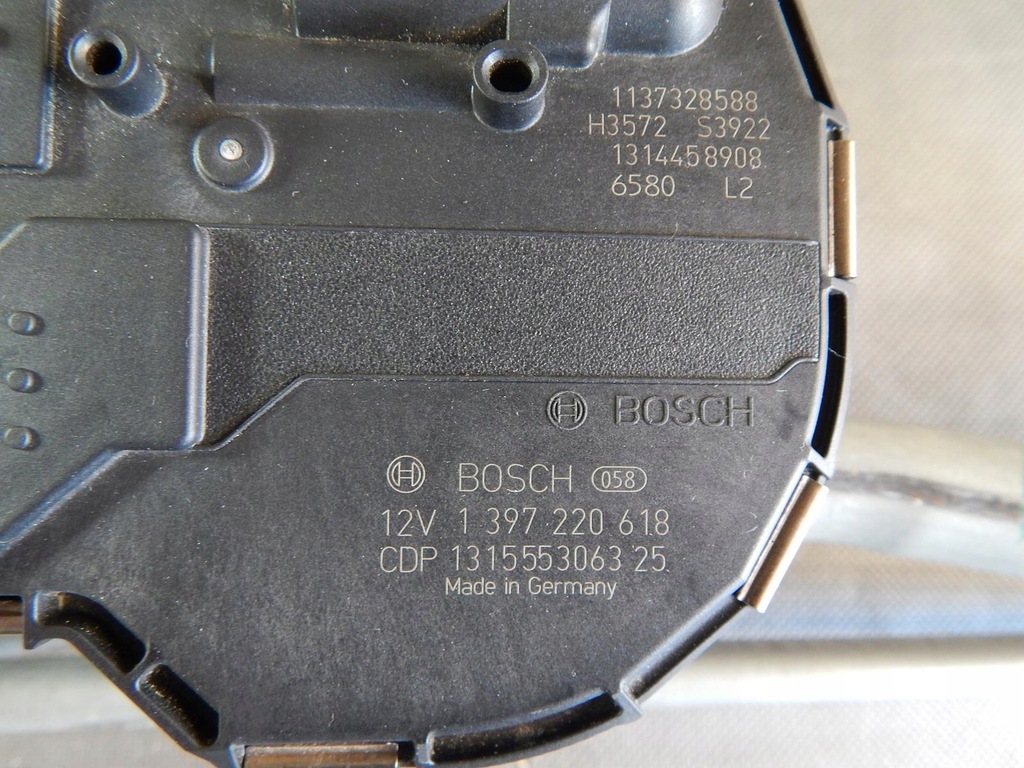 1137328588
H3572 S3922
1314458908
6580 L2
BOSCH
BOSCH 058
12V 1 397 220 618
CDP 1315553063 25
Made in Germany